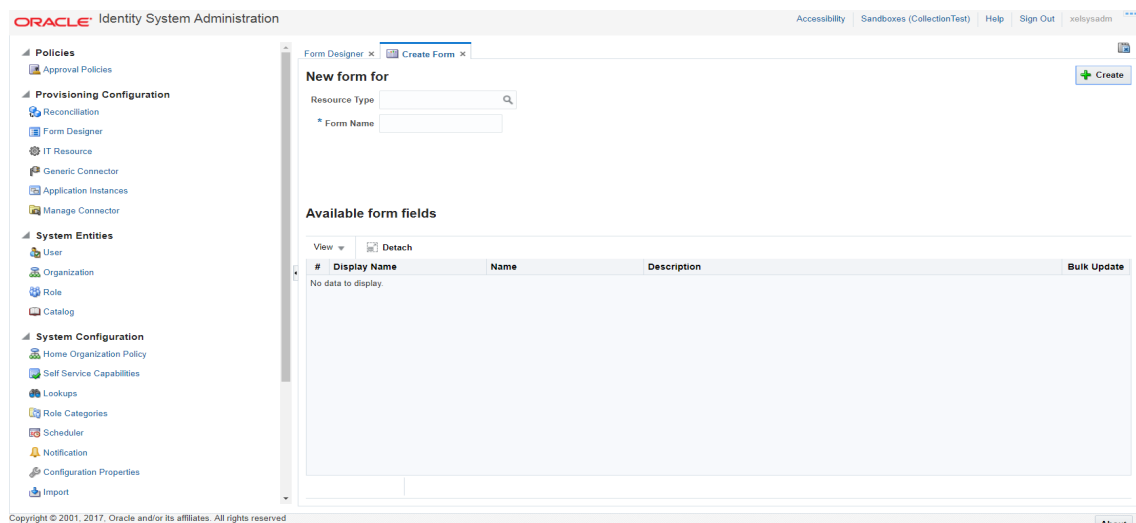 ORACLE® Identity System Administration
Accessibility Sandboxes (CollectionTest) Help Sign Out xelsysadm
Policies
Approval Policies
Provisioning Configuration
Reconciliation
Form Designer
IT Resource
Generic Connector
Application Instances
Manage Connector
System Entities
User
Organization
Role
Catalog
System Configuration
Home Organization Policy
Self Service Capabilities
Lookups
Role Categories
Scheduler
Notification
Configuration Properties
Import
Form Designer × Create Form ×
New form for
Create
Resource Type
* Form Name
Available form fields
View Detach
# Display Name Name Description Bulk Update
No data to display.
Copyright © 2001, 2017, Oracle and/or its affiliates. All rights reserved
About